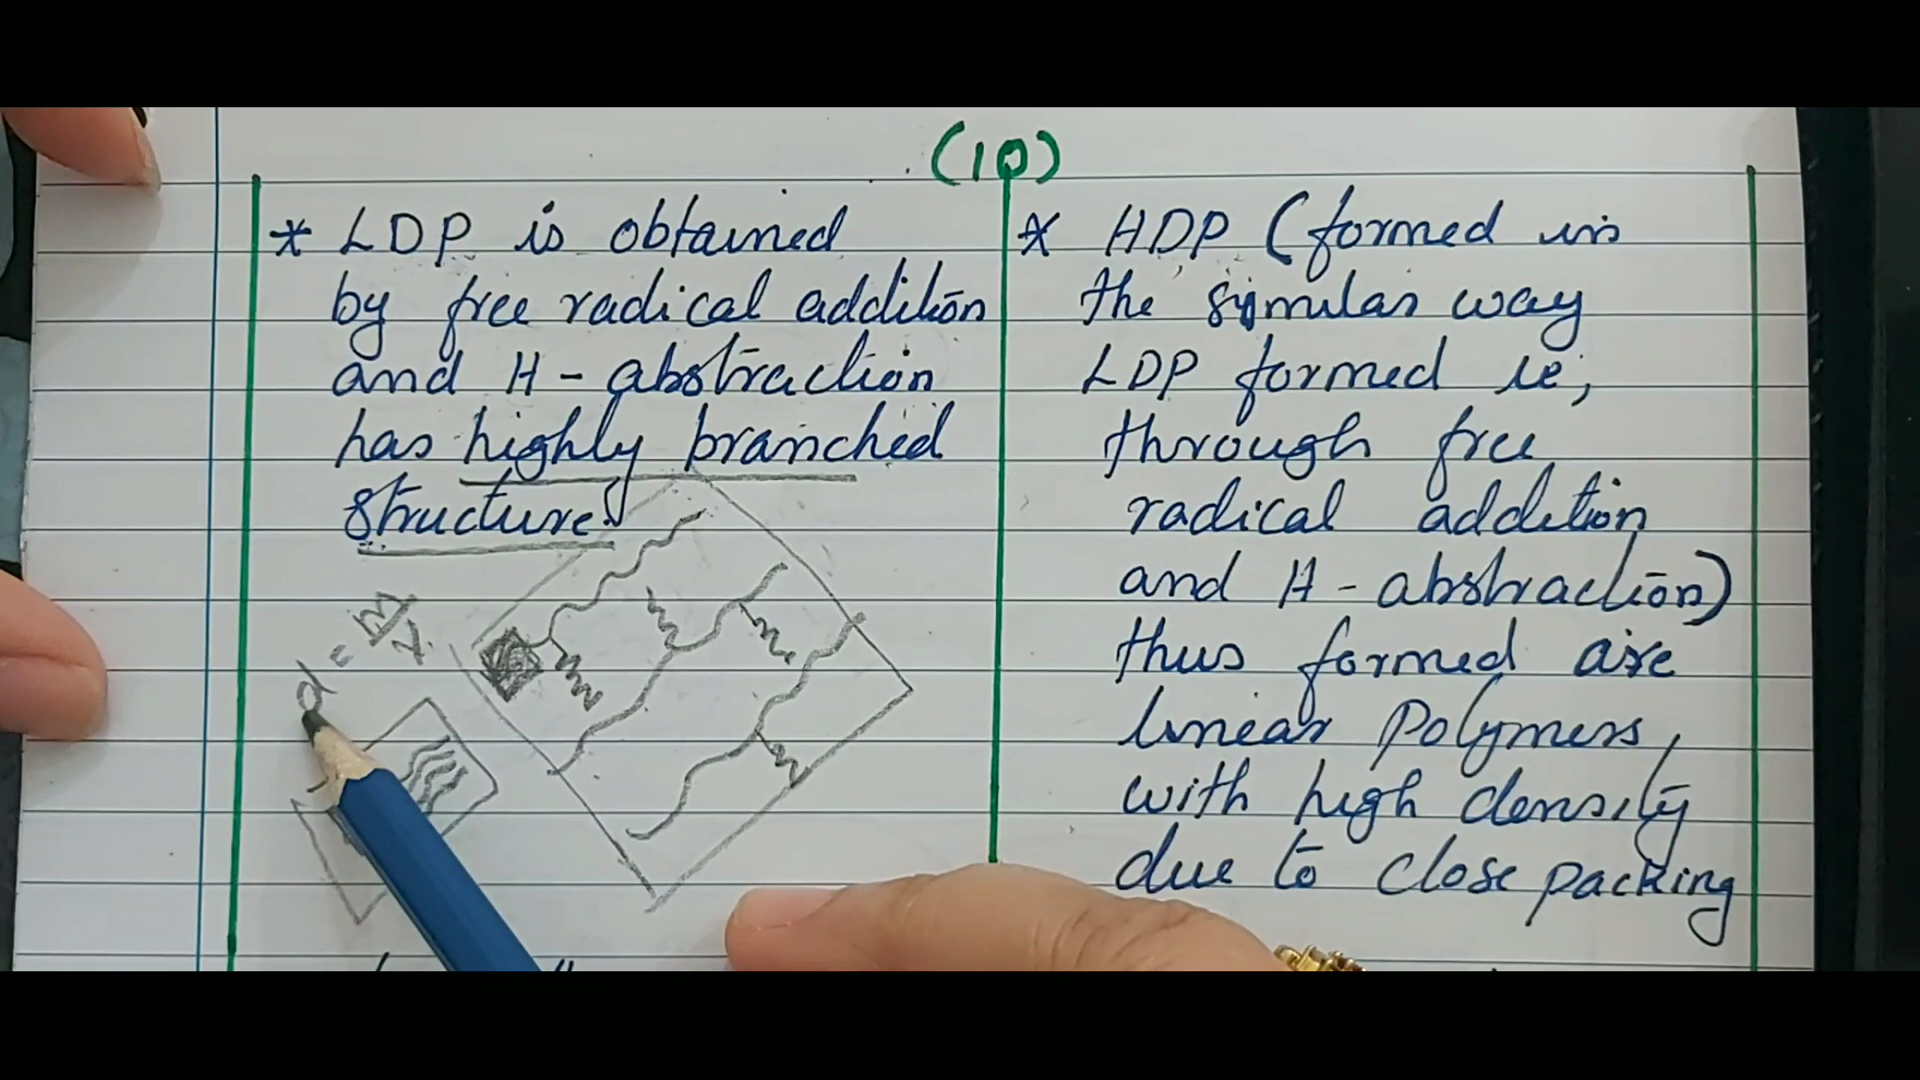 (10)
* LDP is obtained
by free radical addition
and H - abstraction
has highly branched
structure.
d = M/V
* HDP (formed in
the similar way
LDP formed ie,
through free
radical addition
and H - abstraction)
thus formed are
linear polymers,
with high density
due to close packing